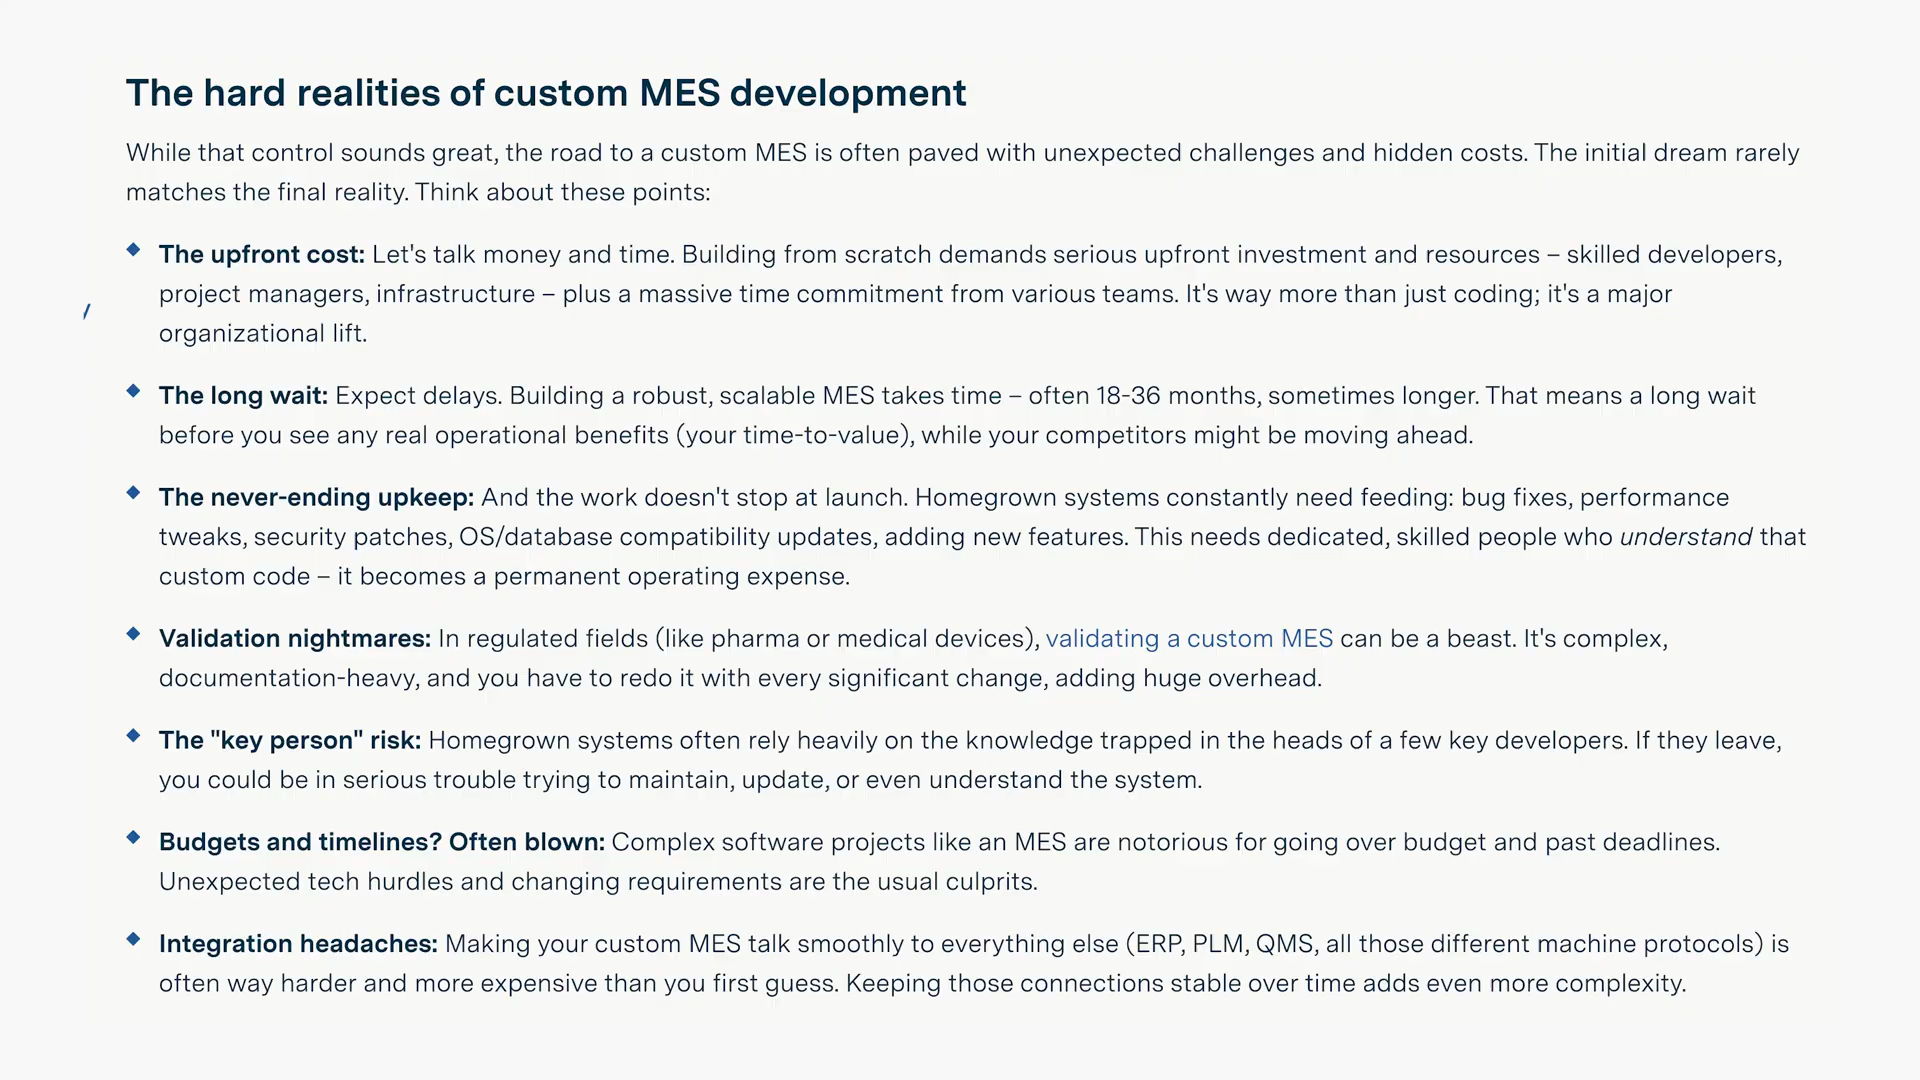 The hard realities of custom MES development
While that control sounds great, the road to a custom MES is often paved with unexpected challenges and hidden costs. The initial dream rarely
matches the final reality. Think about these points:
The upfront cost: Let's talk money and time. Building from scratch demands serious upfront investment and resources – skilled developers,
project managers, infrastructure – plus a massive time commitment from various teams. It's way more than just coding; it's a major
organizational lift.
The long wait: Expect delays. Building a robust, scalable MES takes time – often 18-36 months, sometimes longer. That means a long wait
before you see any real operational benefits (your time-to-value), while your competitors might be moving ahead.
The never-ending upkeep: And the work doesn't stop at launch. Homegrown systems constantly need feeding: bug fixes, performance
tweaks, security patches, OS/database compatibility updates, adding new features. This needs dedicated, skilled people who understand that
custom code – it becomes a permanent operating expense.
Validation nightmares: In regulated fields (like pharma or medical devices), validating a custom MES can be a beast. It's complex,
documentation-heavy, and you have to redo it with every significant change, adding huge overhead.
The "key person" risk: Homegrown systems often rely heavily on the knowledge trapped in the heads of a few key developers. If they leave,
you could be in serious trouble trying to maintain, update, or even understand the system.
Budgets and timelines? Often blown: Complex software projects like an MES are notorious for going over budget and past deadlines.
Unexpected tech hurdles and changing requirements are the usual culprits.
Integration headaches: Making your custom MES talk smoothly to everything else (ERP, PLM, QMS, all those different machine protocols) is
often way harder and more expensive than you first guess. Keeping those connections stable over time adds even more complexity.